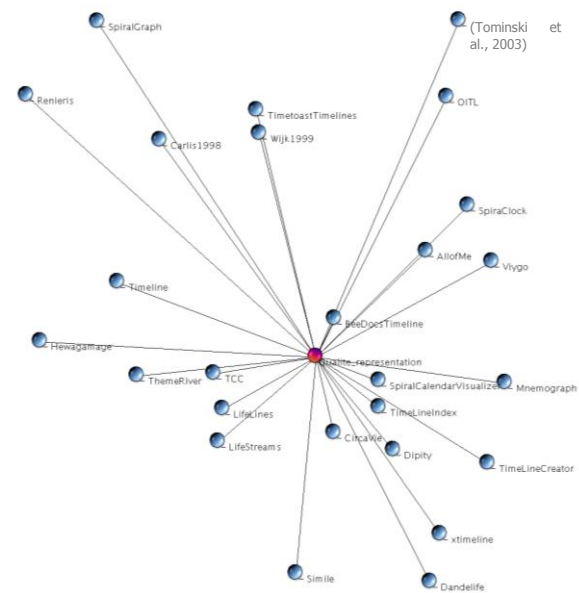 SpiralGraph
(Tominski et
al., 2003)
Renieris
OITL
TimetoastTimelines
Wijk1999
Carlis1998
SpiraClock
AllofMe
Viygo
Timeline
BeeDocsTimeline
Hewagamage
Qualite_representation
ThemeRiver
TCC
SpiralCalendarVisualizer
Mnemograph
LifeLines
TimeLineIndex
CircaVie
LifeStreams
Dipity
TimeLineCreator
xtimeline
Simile
Dandelife